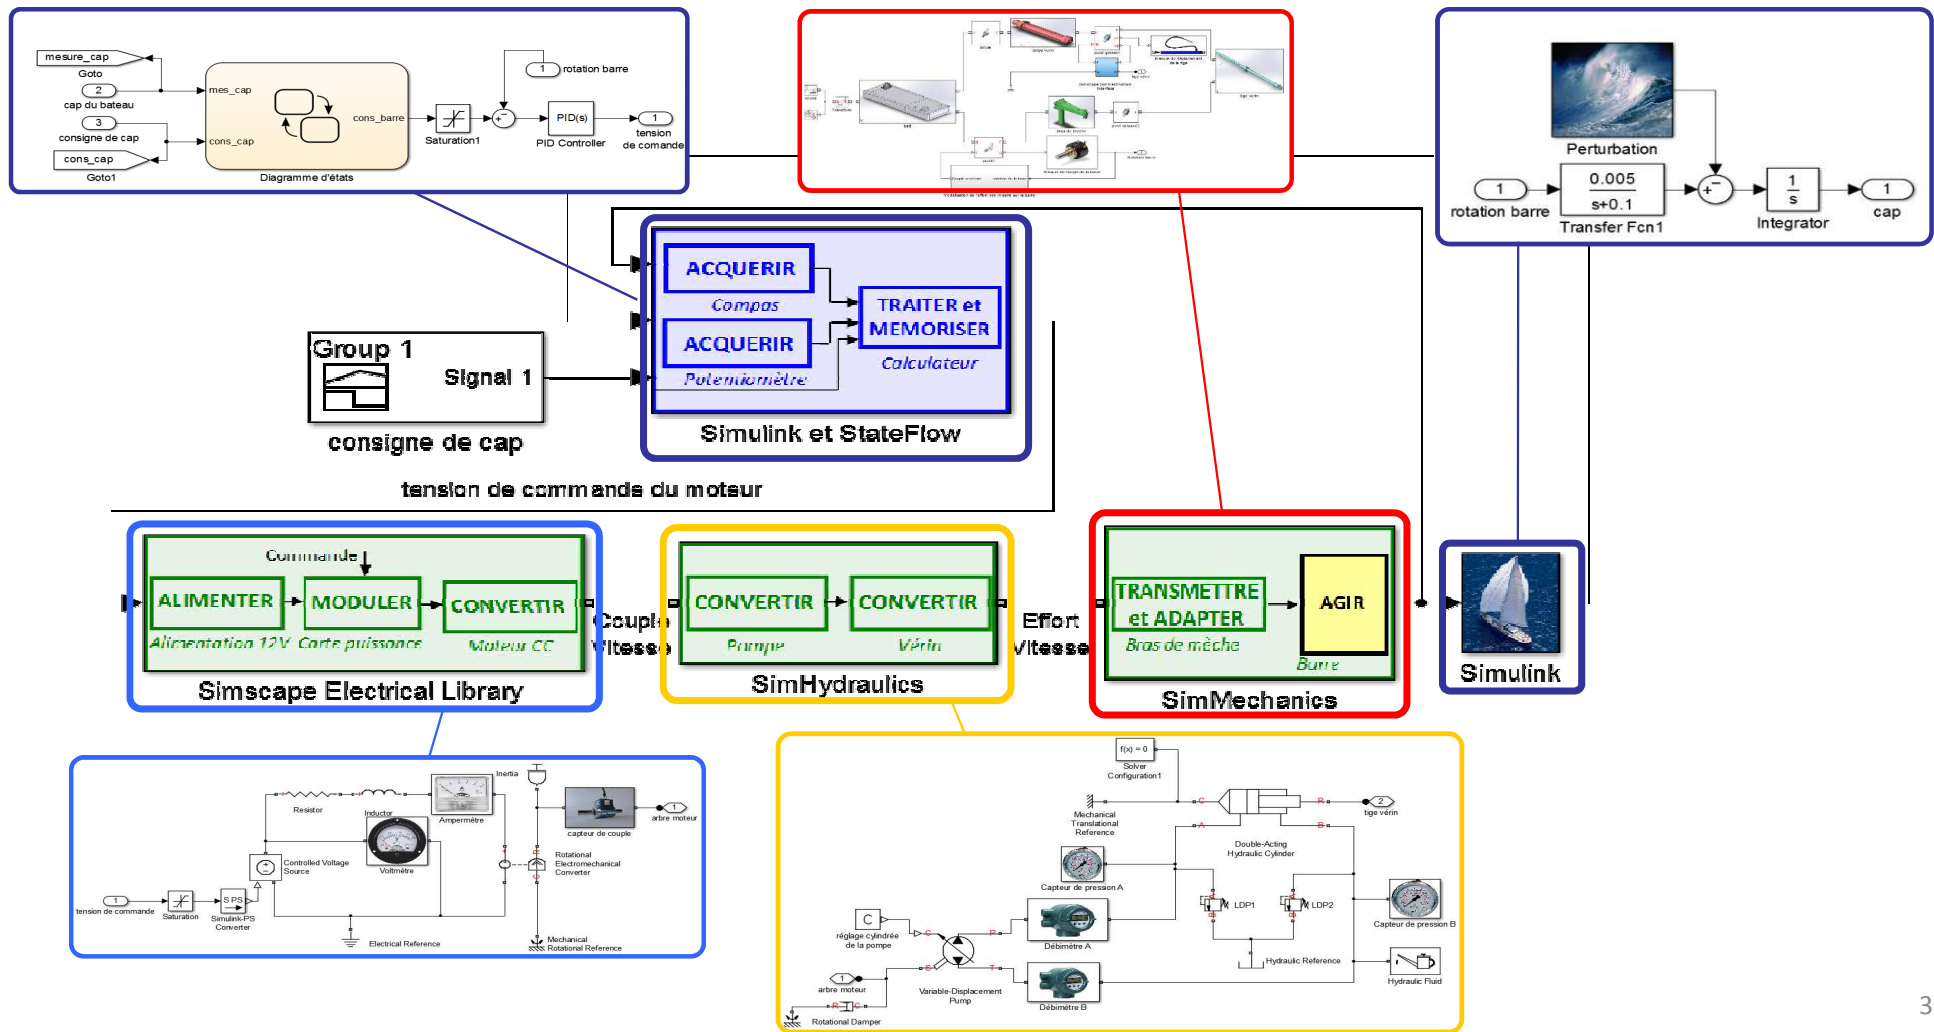 mesure_cap
Goto
2
cap du bateau
3
consigne de cap
cons_cap
Goto1
mes_cap
cons_cap
cons_barre
Diagramme d'états
Saturation1
1
rotation barre
PID(s)
PID Controller
1
tension
de comande
Perturbation
1
rotation barre
0.005
s+0.1
Transfer Fcn1
1
s
Integrator
1
cap
ACQUERIR
Compas
ACQUERIR
Potentiomètre
TRAITER et
MEMORISER
Calculateur
Simulink et StateFlow
Group 1
Signal 1
consigne de cap
tension de commande du moteur
Commande
ALIMENTER
MODULER
CONVERTIR
Alimentation 12V
Carte puissance
Moteur CC
Simscape Electrical Library
Couple
Vitesse
CONVERTIR
CONVERTIR
Pompe
Vérin
SimHydraulics
Effort
Vitesse
TRANSMETTRE
et ADAPTER
Bras de mèche
AGIR
Barre
SimMechanics
Simulink
Resistor
Inductor
Ampermètre
Inertia
capteur de couple
1
arbre moteur
Controlled Voltage
Source
Voltmètre
Rotational
Electromechanical
Converter
1
tension de commande
Saturation
S PS
Simulink-PS
Converter
Electrical Reference
Mechanical
Rotational Reference
f(x) = 0
Solver
Configuration1
Mechanical
Translational
Reference
C
R
A
B
2
tige vérin
Double-Acting
Hydraulic Cylinder
Capteur de pression A
LDP1
LDP2
Capteur de pression B
C
réglage cylindrée
de la pompe
C
P
S
T
Débimètre A
Hydraulic Reference
Hydraulic Fluid
1
arbre moteur
Variable-Displacement
Pump
Débimètre B
R
C
Rotational Damper
3